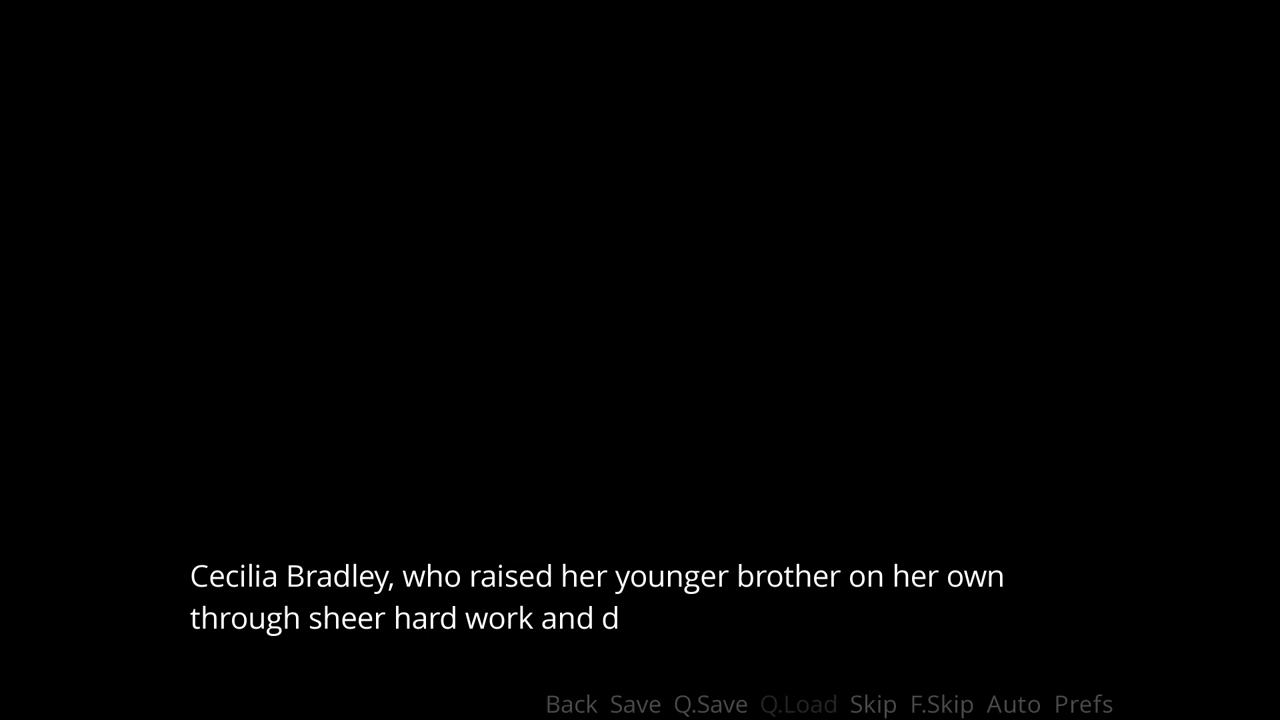 Cecilia Bradley, who raised her younger brother on her own
through sheer hard work and d
Back Save Q.Save Q.Load Skip F.Skip Auto Prefs